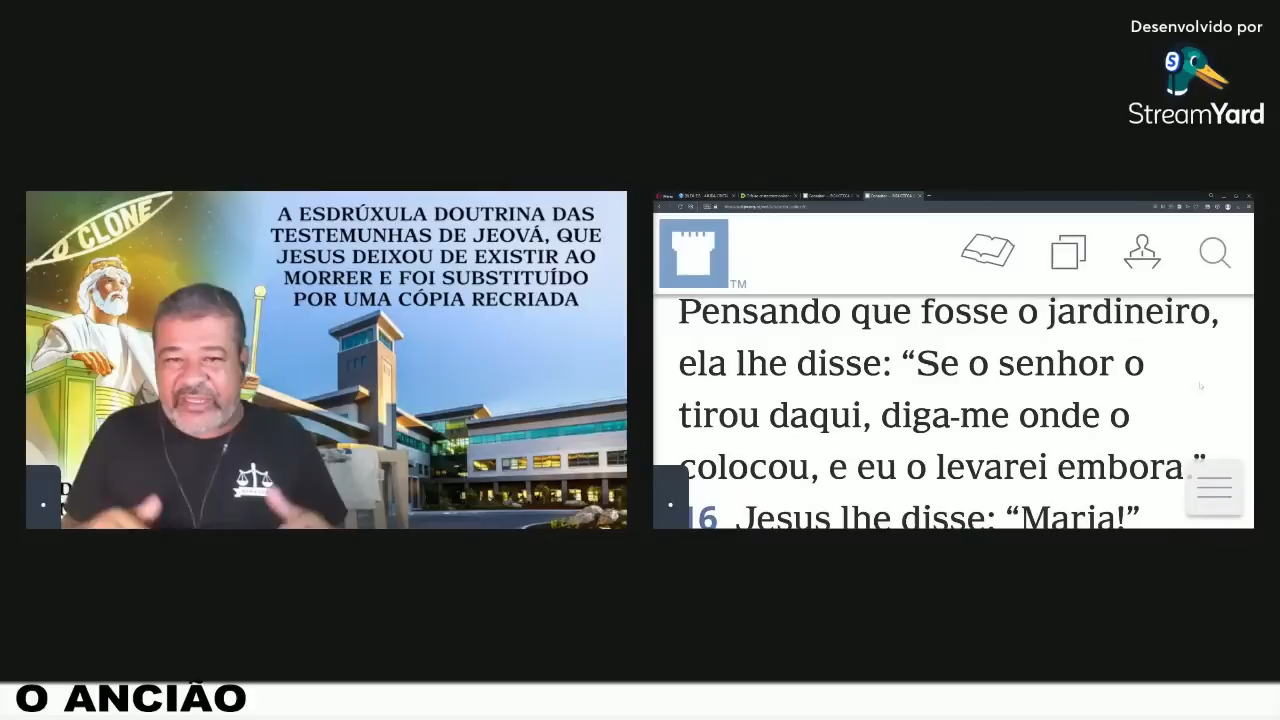 Desenvolvido por
StreamYard
O CLONE
A ESDRÚXULA DOUTRINA DAS
TESTEMUNHAS DE JEOVÁ, QUE
JESUS DEIXOU DE EXISTIR AO
MORRER E FOI SUBSTITUÍDO
POR UMA CÓPIA RECRIADA
TM
Pensando que fosse o jardineiro,
ela lhe disse: “Se o senhor o
tirou daqui, diga-me onde o
colocou, e eu o levarei embora.”
16 Jesus lhe disse: “Maria!”
O ANCIÃO